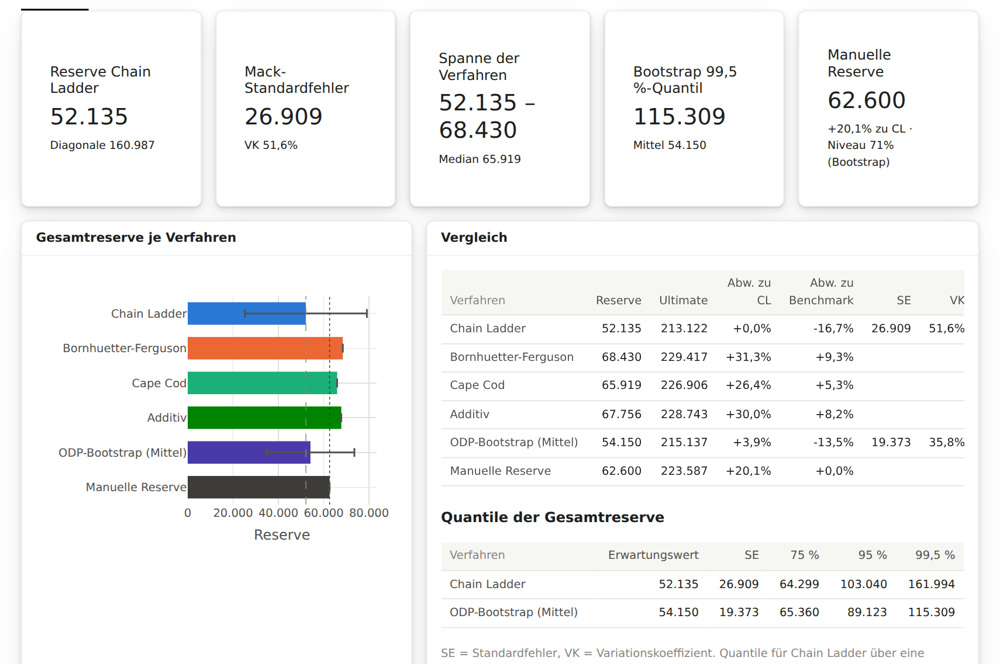 Reserve Chain
Ladder
52.135
Diagonale 160.987
Mack-
Standardfehler
26.909
VK 51,6%
Spanne der
Verfahren
52.135 –
68.430
Median 65.919
Bootstrap 99,5
%-Quantil
115.309
Mittel 54.150
Manuelle
Reserve
62.600
+20,1% zu CL ·
Niveau 71%
(Bootstrap)
Gesamtreserve je Verfahren
Chain Ladder
Bornhuetter-Ferguson
Cape Cod
Additiv
ODP-Bootstrap (Mittel)
Manuelle Reserve
0 20.000 40.000 60.000 80.000
Reserve
Vergleich
Verfahren Reserve Ultimate Abw. zu CL Abw. zu Benchmark SE VK
Chain Ladder 52.135 213.122 +0,0% -16,7% 26.909 51,6%
Bornhuetter-Ferguson 68.430 229.417 +31,3% +9,3%
Cape Cod 65.919 226.906 +26,4% +5,3%
Additiv 67.756 228.743 +30,0% +8,2%
ODP-Bootstrap (Mittel) 54.150 215.137 +3,9% -13,5% 19.373 35,8%
Manuelle Reserve 62.600 223.587 +20,1% +0,0%
Quantile der Gesamtreserve
Verfahren Erwartungswert SE 75 % 95 % 99,5 %
Chain Ladder 52.135 26.909 64.299 103.040 161.994
ODP-Bootstrap (Mittel) 54.150 19.373 65.360 89.123 115.309
SE = Standardfehler, VK = Variationskoeffizient. Quantile für Chain Ladder über eine